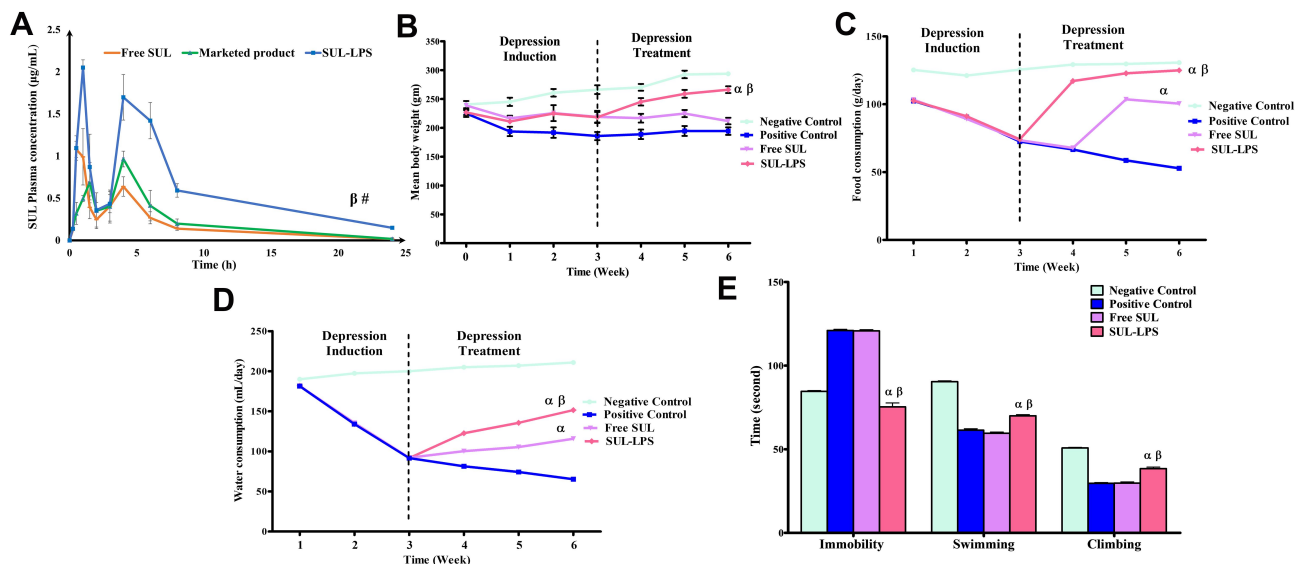 A
SUL Plasma concentration (µg/mL)
2.5
2
1.5
1
0.5
0
Free SUL
Marketed product
SUL-LPS
β #
0
5
10
15
20
25
Time (h)
B
Mean body weight (gm)
400
350
300
250
200
150
100
50
0
Depression
Induction
Depression
Treatment
α β
Negative Control
Positive Control
Free SUL
SUL-LPS
0
1
2
3
4
5
6
Time (Week)
C
Food consumption (g/day)
150
100
50
0
Depression
Induction
Depression
Treatment
α β
α
Negative Control
Positive Control
Free SUL
SUL-LPS
1
2
3
4
5
6
Time (Week)
D
Water consumption (mL/day)
250
200
150
100
50
0
Depression
Induction
Depression
Treatment
α β
α
Negative Control
Positive Control
Free SUL
SUL-LPS
1
2
3
4
5
6
Time (Week)
E
Time (second)
150
100
50
0
Negative Control
Positive Control
Free SUL
SUL-LPS
α β
α β
α β
Immobility
Swimming
Climbing